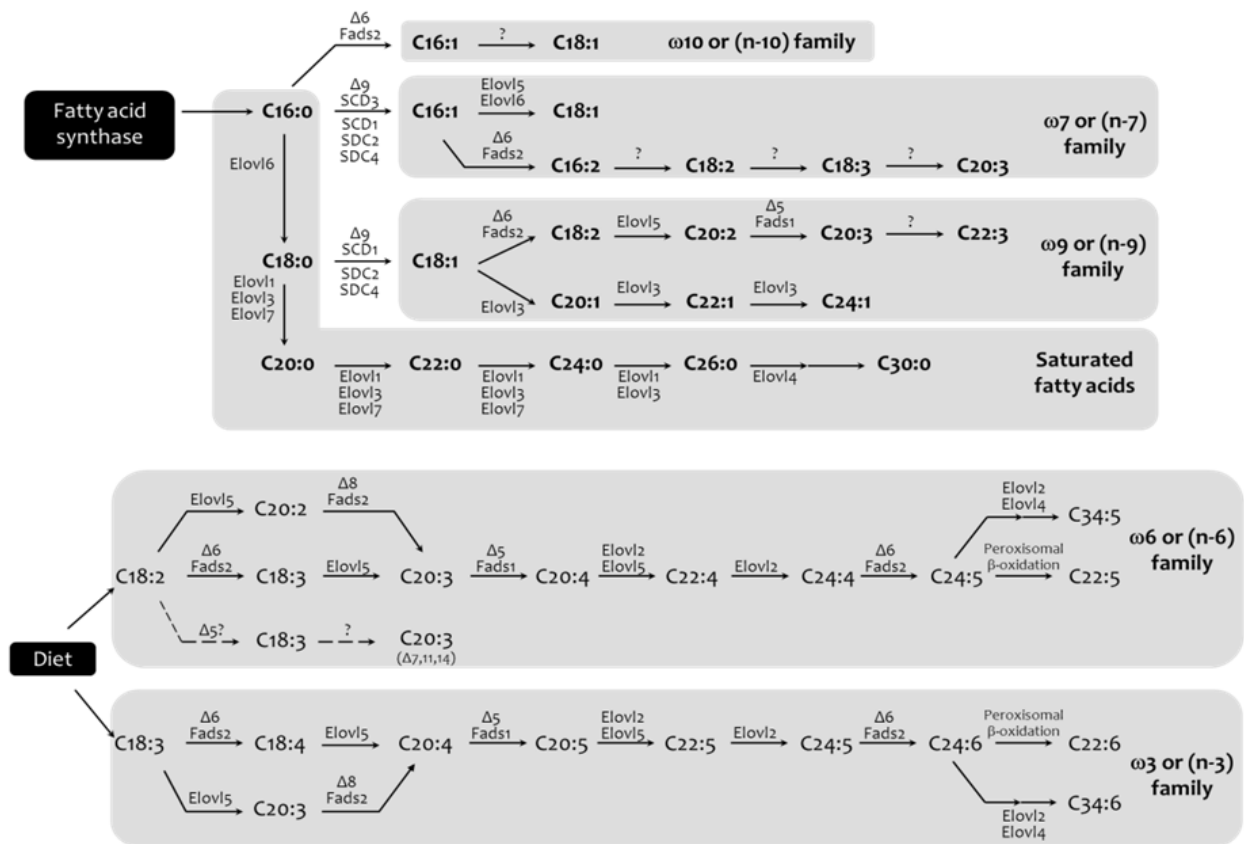 Δ6
Fads2
C16:1
?
C18:1
ω10 or (n-10) family
Fatty acid
synthase
C16:0
Δ9
SCD3
SCD1
SDC2
SDC4
C16:1
Elovl5
Elovl6
C18:1
ω7 or (n-7)
family
Δ6
Fads2
C16:2
?
C18:2
?
C18:3
?
C20:3
Elovl6
C18:0
Δ9
SCD1
SDC2
SDC4
C18:1
Δ6
Fads2
C18:2
Elovl5
C20:2
Δ5
Fads1
C20:3
?
C22:3
ω9 or (n-9)
family
Elovl3
C20:1
Elovl3
C22:1
Elovl3
C24:1
Elovl1
Elovl3
Elovl7
C20:0
Elovl1
Elovl3
Elovl7
C22:0
Elovl1
Elovl3
Elovl7
C24:0
Elovl1
Elovl3
C26:0
Elovl4
C30:0
Saturated
fatty acids
Diet
C18:2
Elovl5
C20:2
Δ8
Fads2
Δ6
Fads2
C18:3
Elovl5
C20:3
Δ5
Fads1
C20:4
Elovl2
Elovl5
C22:4
Elovl2
C24:4
Δ6
Fads2
C24:5
Elovl2
Elovl4
C34:5
Peroxisomal
β-oxidation
C22:5
ω6 or (n-6)
family
Δ5?
C18:3
?
C20:3
(Δ7,11,14)
C18:3
Δ6
Fads2
C18:4
Elovl5
C20:4
Δ5
Fads1
C20:5
Elovl2
Elovl5
C22:5
Elovl2
C24:5
Δ6
Fads2
C24:6
Peroxisomal
β-oxidation
C22:6
ω3 or (n-3)
family
Elovl5
C20:3
Δ8
Fads2
Elovl2
Elovl4
C34:6